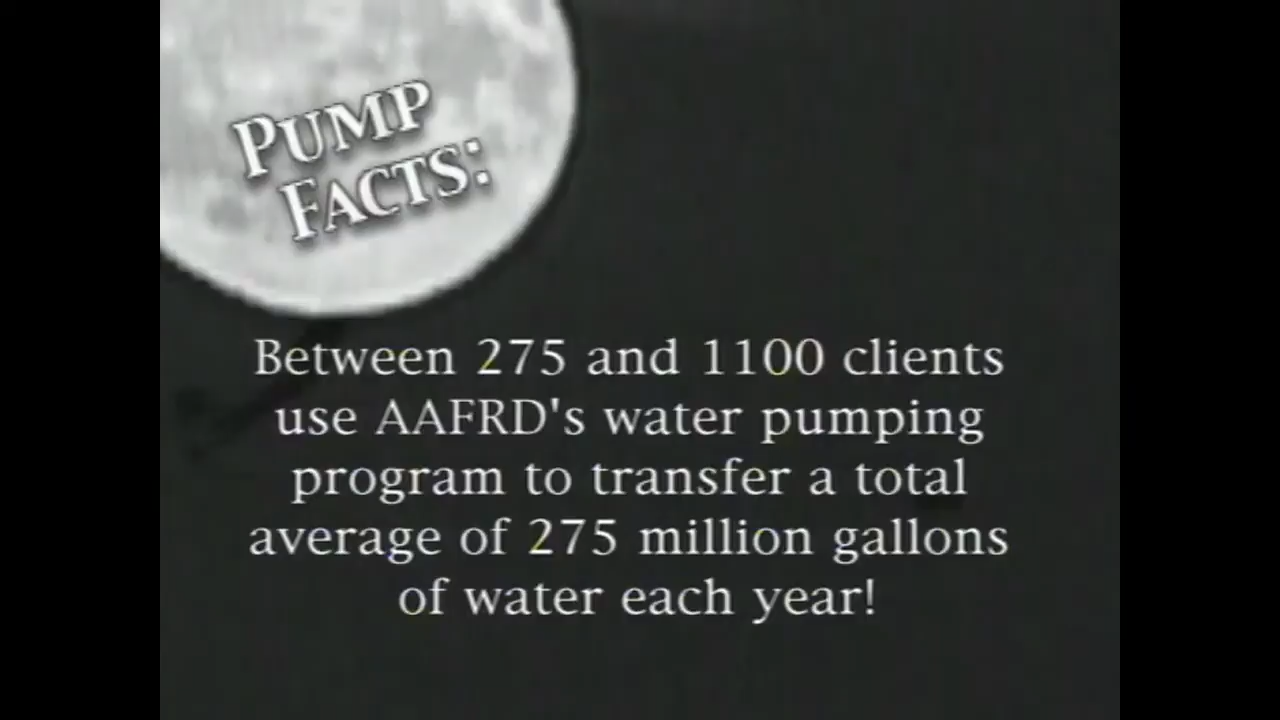 PUMP
FACTS:
Between 275 and 1100 clients
use AAFRD's water pumping
program to transfer a total
average of 275 million gallons
of water each year!